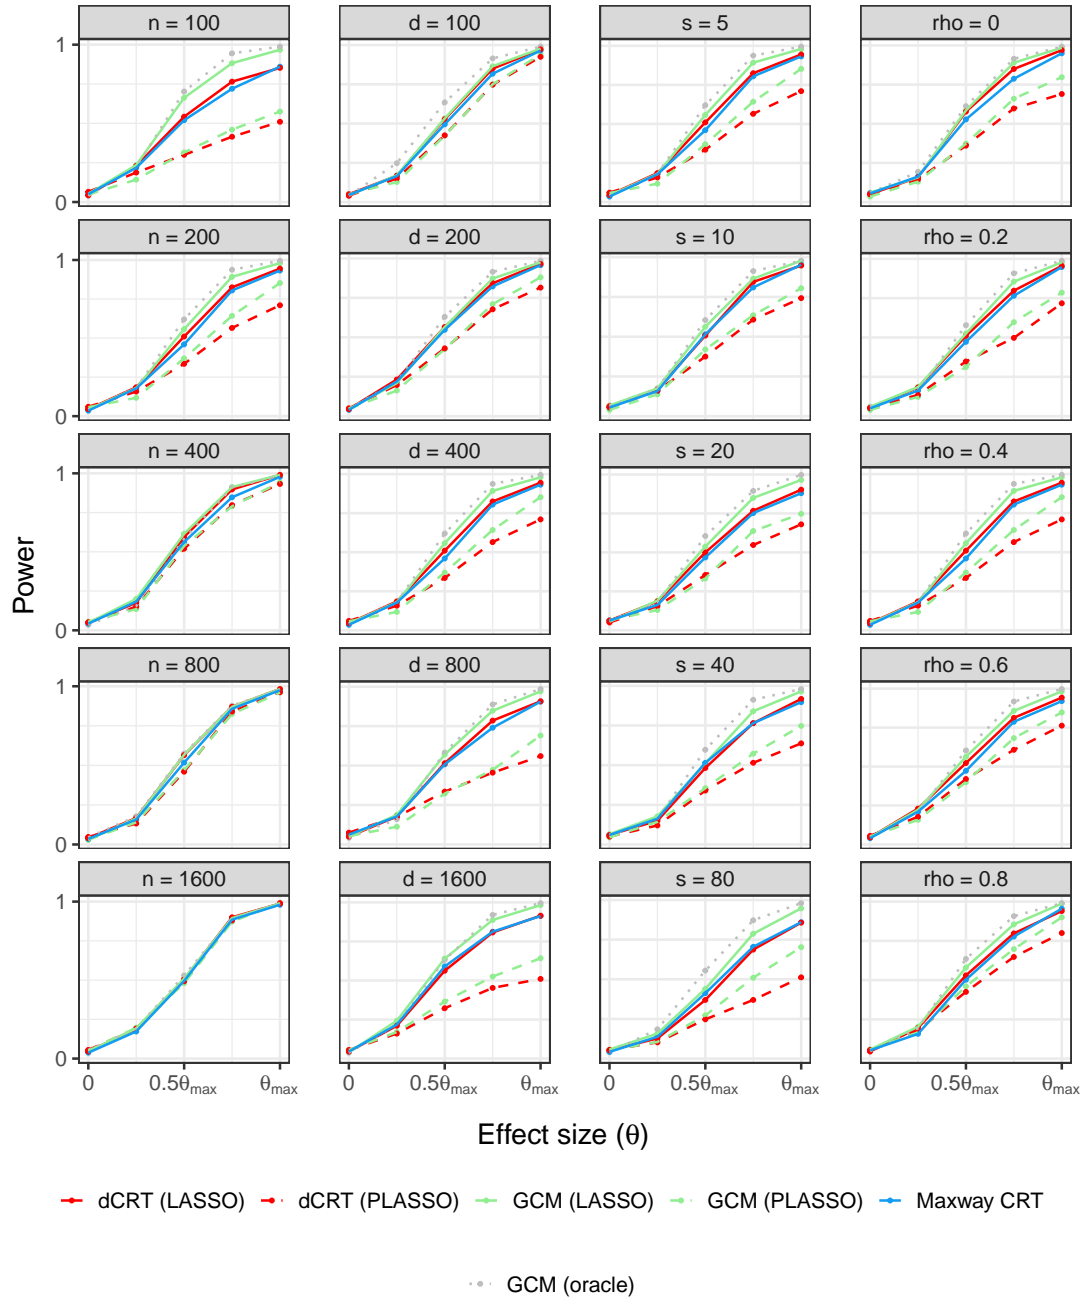 n = 100 d = 100 s = 5 rho = 0
1
0
n = 200 d = 200 s = 10 rho = 0.2
1
0
n = 400 d = 400 s = 20 rho = 0.4
1
0
n = 800 d = 800 s = 40 rho = 0.6
1
0
n = 1600 d = 1600 s = 80 rho = 0.8
1
0
Power
0 0.5θmax θmax 0 0.5θmax θmax 0 0.5θmax θmax 0 0.5θmax θmax
Effect size (θ)
dCRT (LASSO) dCRT (PLASSO) GCM (LASSO) GCM (PLASSO) Maxway CRT
GCM (oracle)